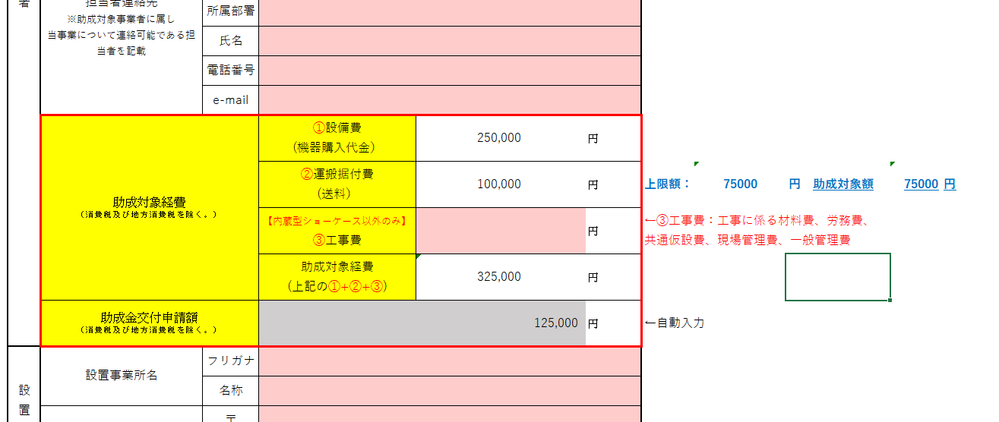 者
担当者連絡先
※助成対象事業者に属し
当事業について連絡可能である担
当者を記載
所属部署
氏名
電話番号
e-mail
助成対象経費
(消費税及び地方消費税を除く。)
①設備費
(機器購入代金)
250,000 円
②運搬据付費
(送料)
100,000 円
上限額： 75000 円 助成対象額 75000 円
【内蔵型ショーケース以外のみ】
③工事費
円
←③工事費：工事に係る材料費、労務費、
共通仮設費、現場管理費、一般管理費
助成対象経費
(上記の①+②+③)
325,000 円
助成金交付申請額
(消費税及び地方消費税を除く。)
125,000 円
←自動入力
設
置
設置事業所名
フリガナ
名称
〒